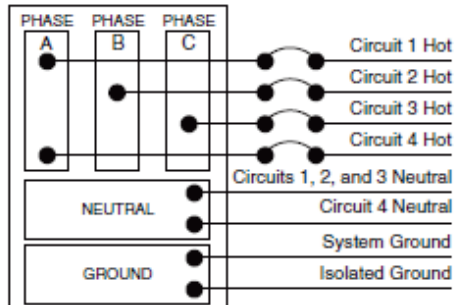 PHASE PHASE PHASE
A B C
Circuit 1 Hot
Circuit 2 Hot
Circuit 3 Hot
Circuit 4 Hot
Circuits 1, 2, and 3 Neutral
NEUTRAL
Circuit 4 Neutral
System Ground
GROUND
Isolated Ground